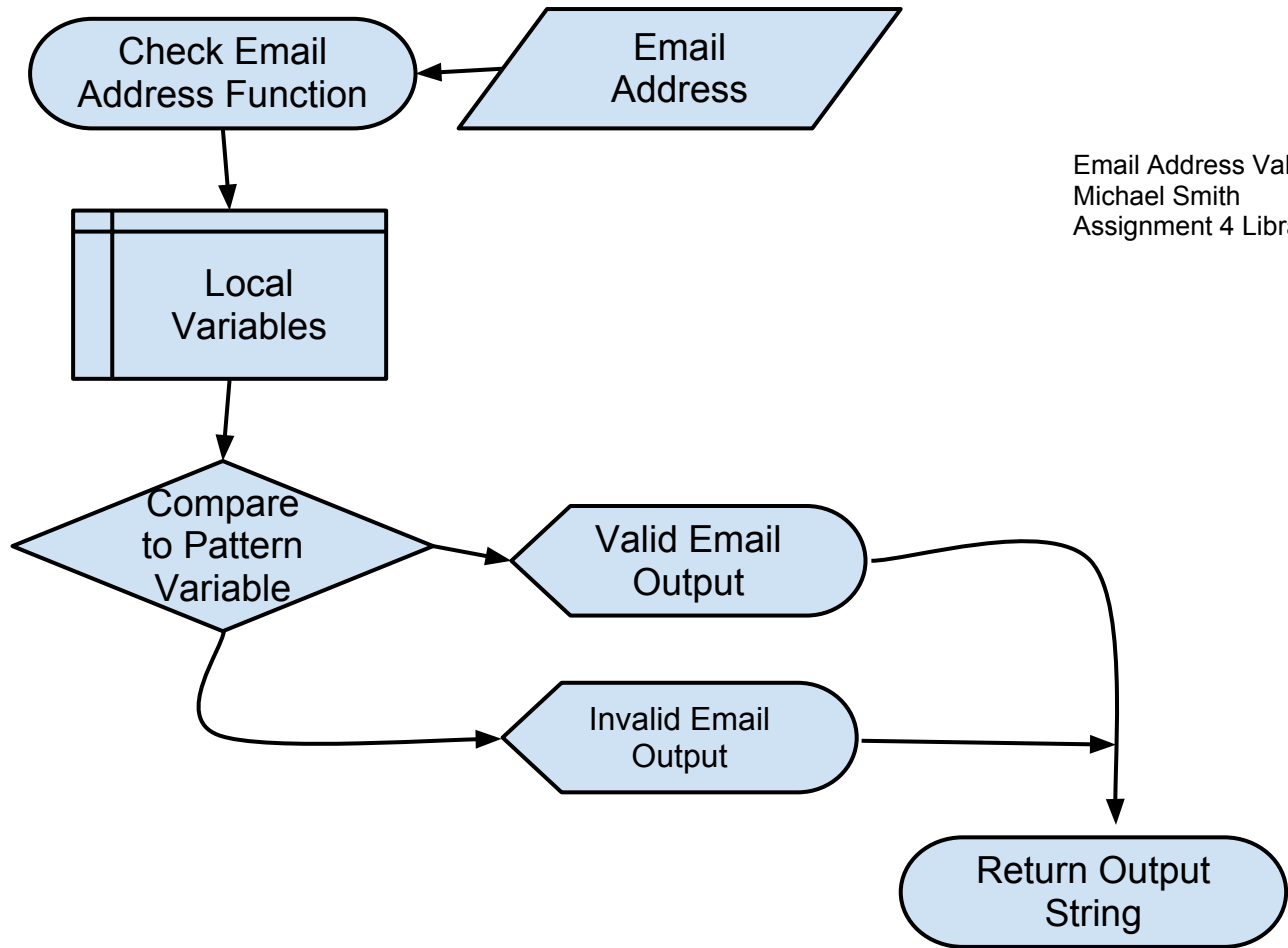 Check Email
Address Function
Email
Address
Email Address Val
Michael Smith
Assignment 4 Libra
Local
Variables
Compare
to Pattern
Variable
Valid Email
Output
Invalid Email
Output
Return Output
String